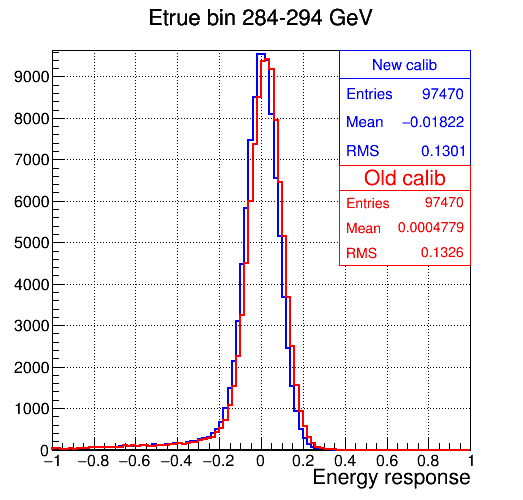 Etrue bin 284-294 GeV
New calib
Entries 97470
Mean −0.01822
RMS 0.1301
Old calib
Entries 97470
Mean 0.0004779
RMS 0.1326
9000
8000
7000
6000
5000
4000
3000
2000
1000
0
−1 −0.8 −0.6 −0.4 −0.2 0 0.2 0.4 0.6 0.8 1
Energy response